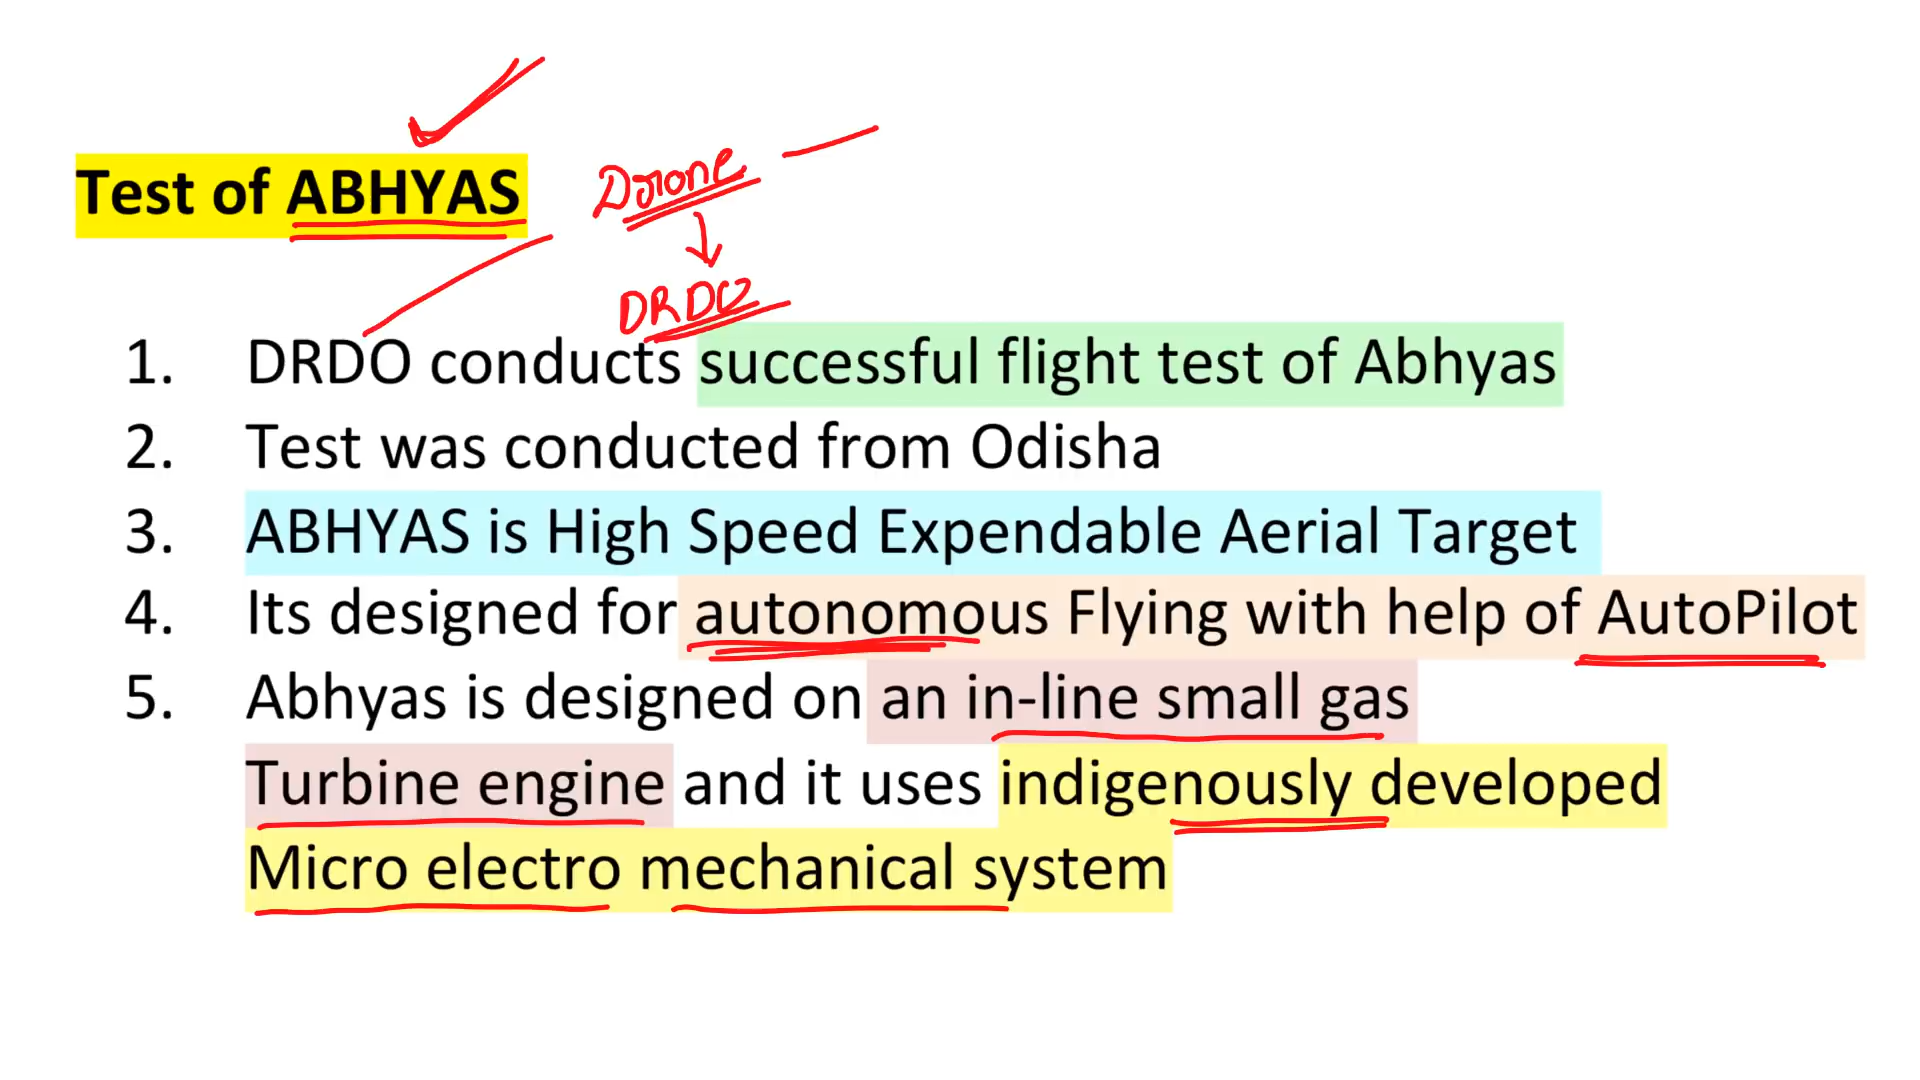 Test of ABHYAS
Drone
DRDO
1. DRDO conducts successful flight test of Abhyas
2. Test was conducted from Odisha
3. ABHYAS is High Speed Expendable Aerial Target
4. Its designed for autonomous Flying with help of AutoPilot
5. Abhyas is designed on an in-line small gas
Turbine engine and it uses indigenously developed
Micro electro mechanical system